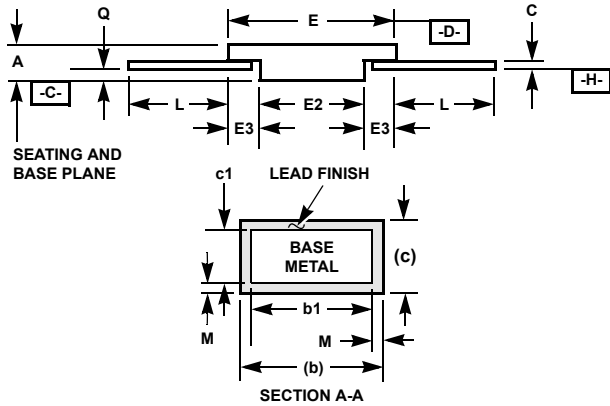 E
-D-
C
Q
A
-C-
-H-
L
E2
L
E3
E3
SEATING AND
BASE PLANE
c1
LEAD FINISH
BASE
METAL
(c)
b1
M
M
(b)
SECTION A-A